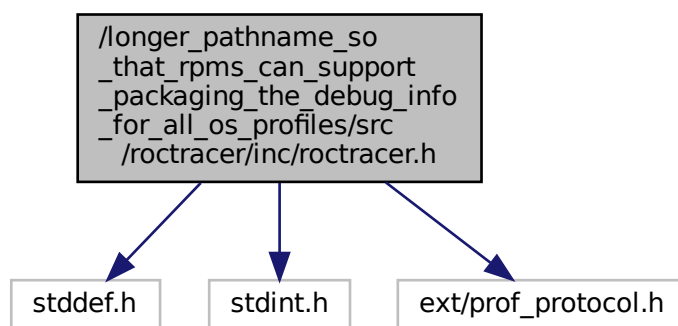 /longer_pathname_so
_that_rpms_can_support
_packaging_the_debug_info
_for_all_os_profiles/src
/roctracer/inc/roctracer.h
stddef.h
stdint.h
ext/prof_protocol.h